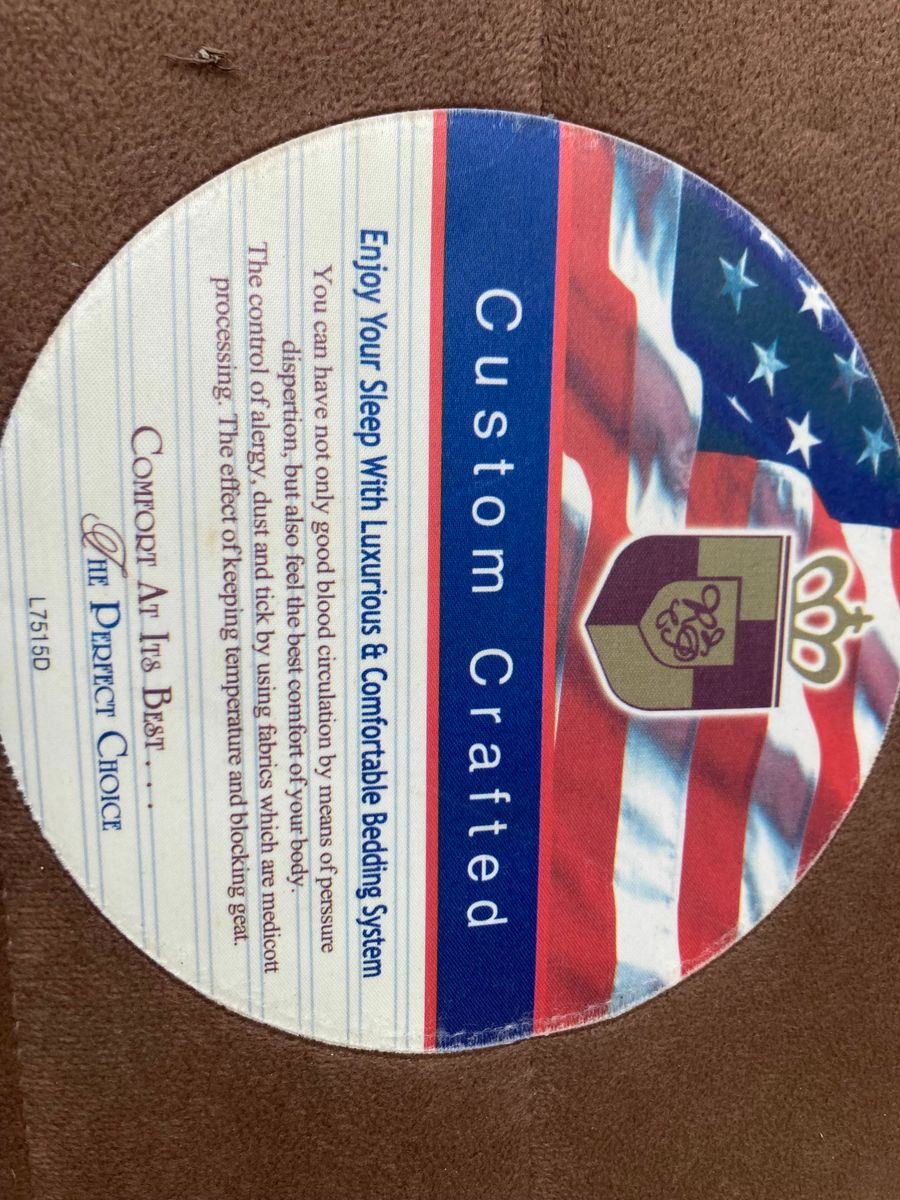 Custom Crafted
Enjoy Your Sleep With Luxurious & Comfortable Bedding System
You can have not only good blood circulation by means of perssure
dispertion, but also feel the best comfort of your body.
The control of alergy, dust and tick by using fabrics which are medicott
processing. The effect of keeping temperature and blocking geat.
COMFORT AT ITS BEST . . . .
THE PERFECT CHOICE
L7515D